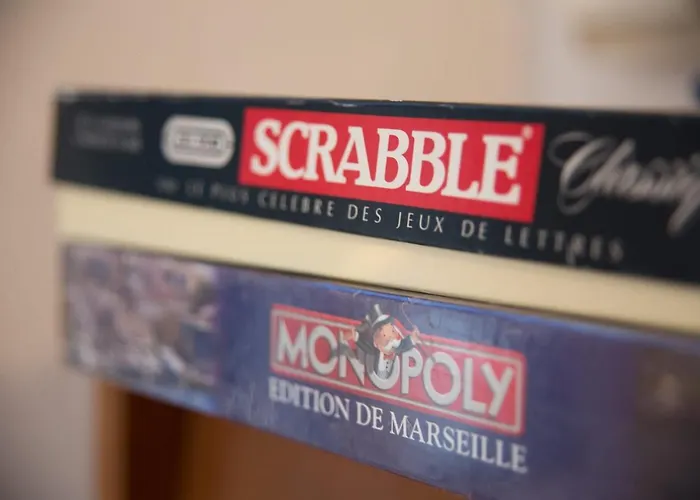 SCRABBLE
LE PLUS CELEBRE DES JEUX DE LETTRES
MONOPOLY
EDITION DE MARSEILLE